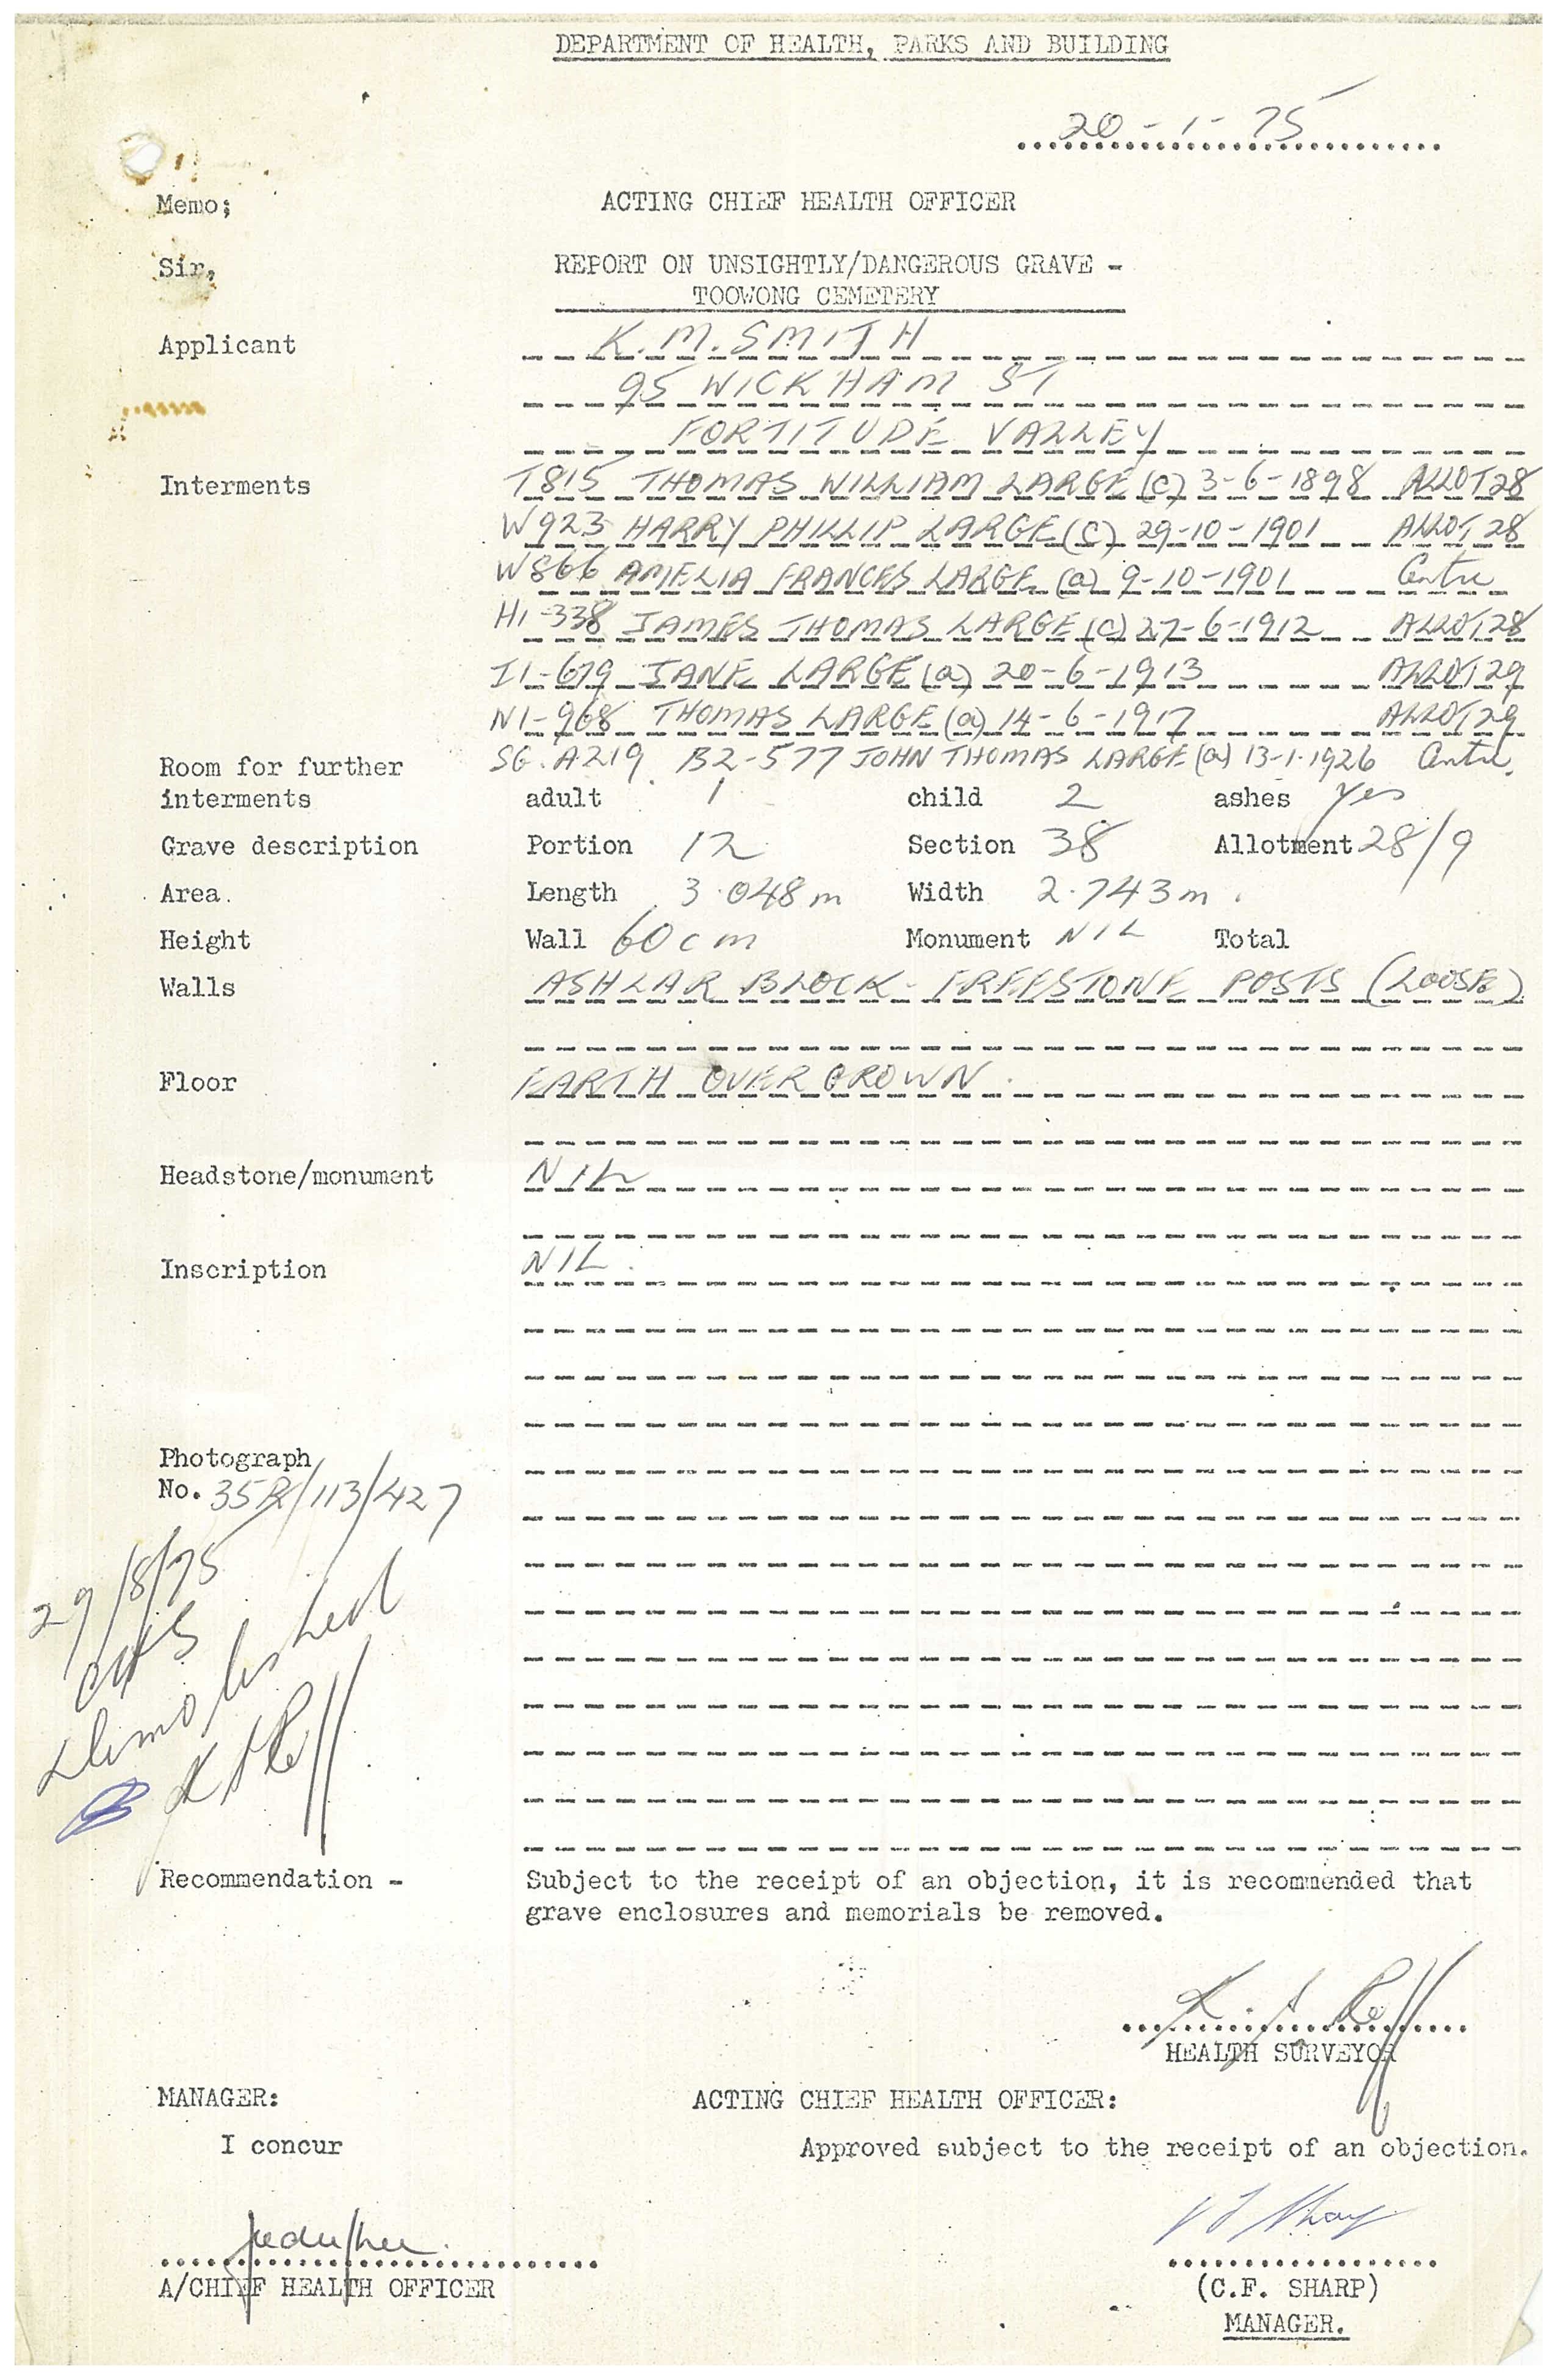 DEPARTMENT OF HEALTH, PARKS AND BUILDING
20-1-75
Memo; ACTING CHIEF HEALTH OFFICER
Sir, REPORT ON UNSIGHTLY/DANGEROUS GRAVE -
TOOWONG CEMETERY
Applicant K.M. SMITH
95 WICKHAM ST
FORTITUDE VALLEY
Interments T815 THOMAS WILLIAM LARGE (c) 3-6-1898 ALLOT 28
W923 HARRY PHILLIP LARGE (c) 29-10-1901 ALLOT 28
W866 AMELIA FRANCES LARGE (a) 9-10-1901 Centre
H1-338 JAMES THOMAS LARGE (c) 27-6-1912 ALLOT 28
I1-679 JANE LARGE (a) 20-6-1913 ALLOT 29
N1-968 THOMAS LARGE (a) 14-6-1917 ALLOT 29
SG. A219. B2-577 JOHN THOMAS LARGE (a) 13-1-1926 Centre.
Room for further
interments adult 1 child 2 ashes yes
Grave description Portion 12 Section 38 Allotment 28/9
Area. Length 3.048m Width 2.743m.
Height Wall 60cm Monument NIL Total
Walls ASHLAR BLOCK - FREESTONE POSTS (LOOSE)
Floor EARTH OVERGROWN.
Headstone/monument NIL
Inscription NIL.
Photograph
No. 35R/113/427
29/8/75
Demolished
Recommendation - Subject to the receipt of an objection, it is recommended that
grave enclosures and memorials be removed.
HEALTH SURVEYOR
MANAGER: ACTING CHIEF HEALTH OFFICER:
I concur Approved subject to the receipt of an objection.
A/CHIEF HEALTH OFFICER (C.F. SHARP)
MANAGER.